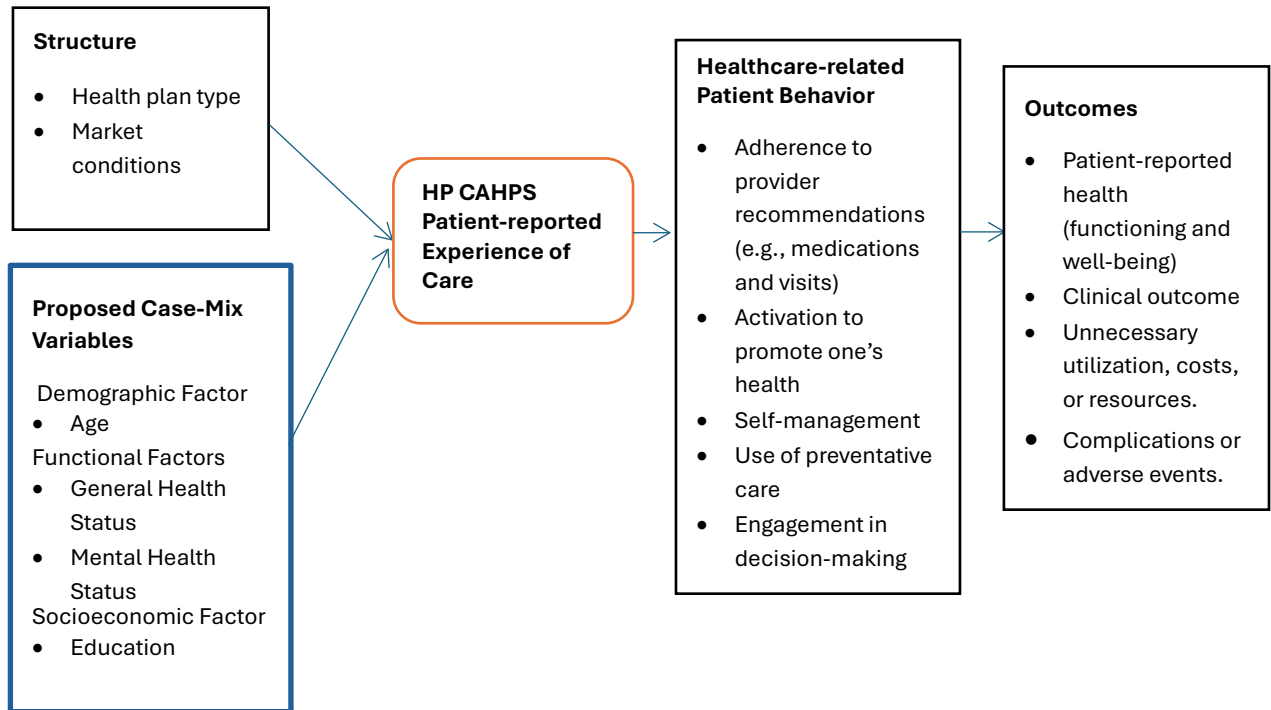 Structure
• Health plan type
• Market
conditions
Proposed Case-Mix
Variables
Demographic Factor
• Age
Functional Factors
• General Health
Status
• Mental Health
Status
Socioeconomic Factor
• Education
HP CAHPS
Patient-reported
Experience of
Care
Healthcare-related
Patient Behavior
• Adherence to
provider
recommendations
(e.g., medications
and visits)
• Activation to
promote one’s
health
• Self-management
• Use of preventative
care
• Engagement in
decision-making
Outcomes
• Patient-reported
health
(functioning and
well-being)
• Clinical outcome
• Unnecessary
utilization, costs,
or resources.
• Complications or
adverse events.